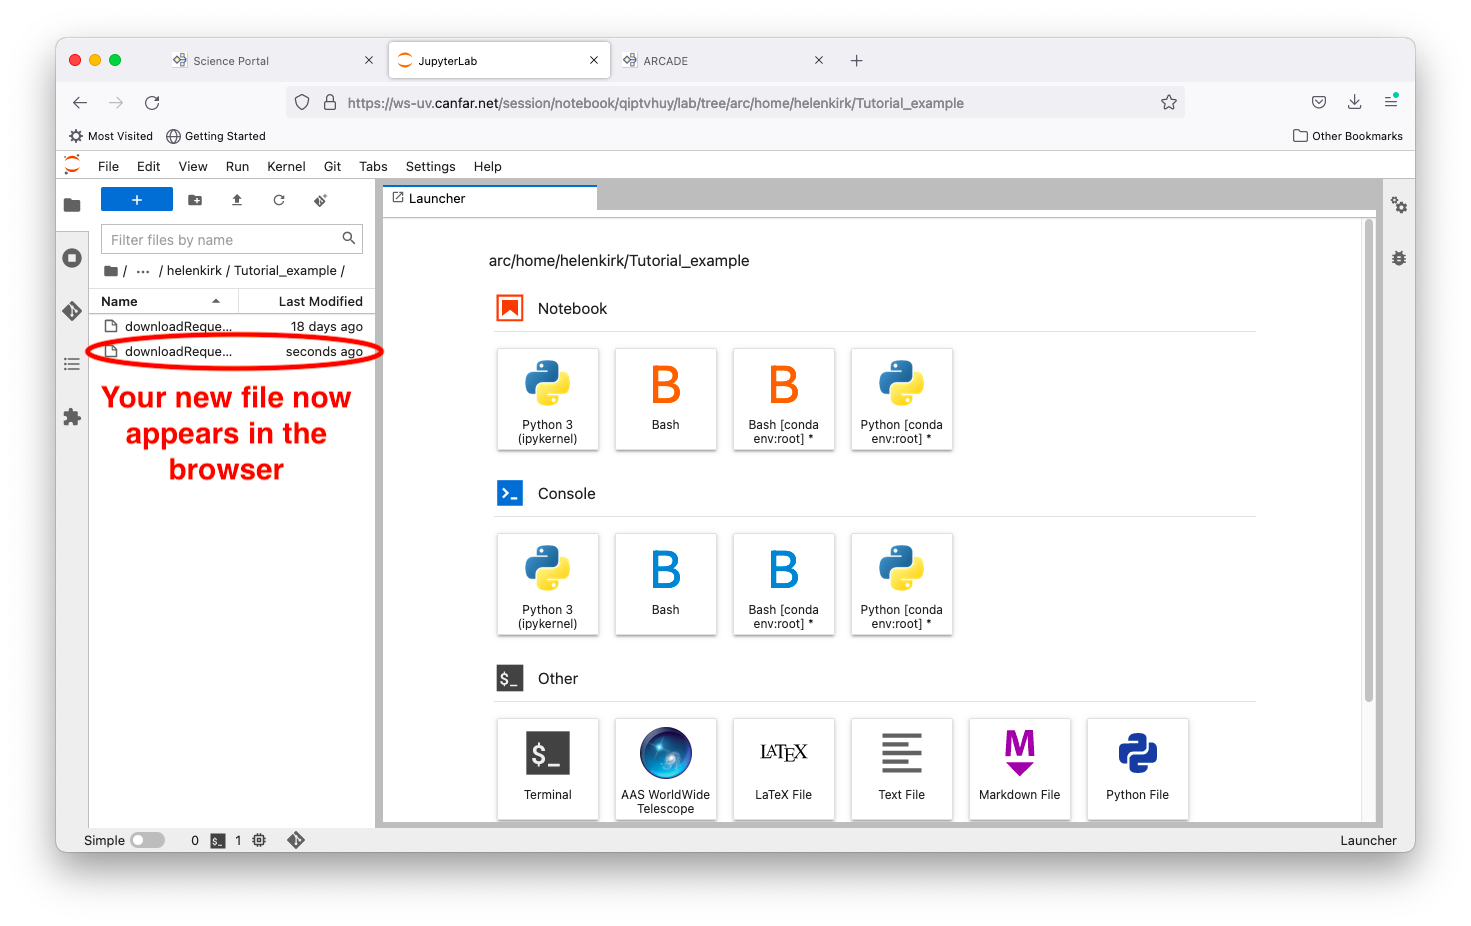 Science Portal
JupyterLab
ARCADE
https://ws-uv.canfar.net/session/notebook/qiptvhuy/lab/tree/arc/home/helenkirk/Tutorial_example
Most Visited
Getting Started
Other Bookmarks
File Edit View Run Kernel Git Tabs Settings Help
+
Launcher
Filter files by name
/ ··· / helenkirk / Tutorial_example /
Name
Last Modified
downloadReque... 18 days ago
downloadReque... seconds ago
Your new file now
appears in the
browser
arc/home/helenkirk/Tutorial_example
Notebook
Python 3
(ipykernel)
B
Bash
B
Bash [conda
env:root] *
Python [conda
env:root] *
>_
Console
Python 3
(ipykernel)
B
Bash
B
Bash [conda
env:root] *
Python [conda
env:root] *
$_
Other
$_
Terminal
AAS WorldWide
Telescope
LATEX
LaTeX File
Text File
M
Markdown File
Python File
Simple
0 $_ 1
Launcher